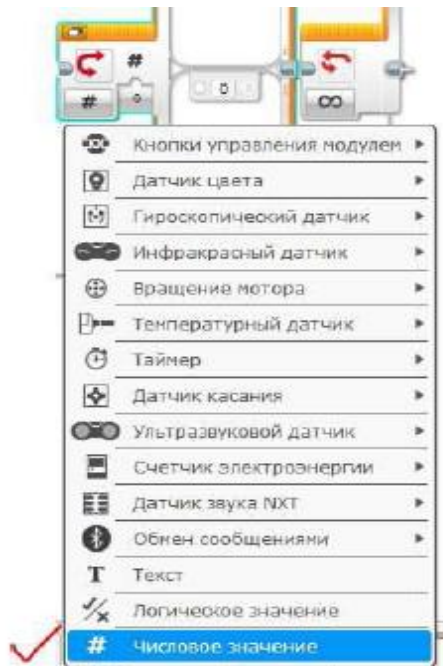 #
# 0
∞
Кнопки управления модулем
Датчик цвета
Гироскопический датчик
Инфракрасный датчик
Вращение мотора
Температурный датчик
Таймер
Датчик касания
Ультразвуковой датчик
Счетчик электроэнергии
Датчик звука NXT
Обмен сообщениями
T Текст
Логическое значение
# Числовое значение